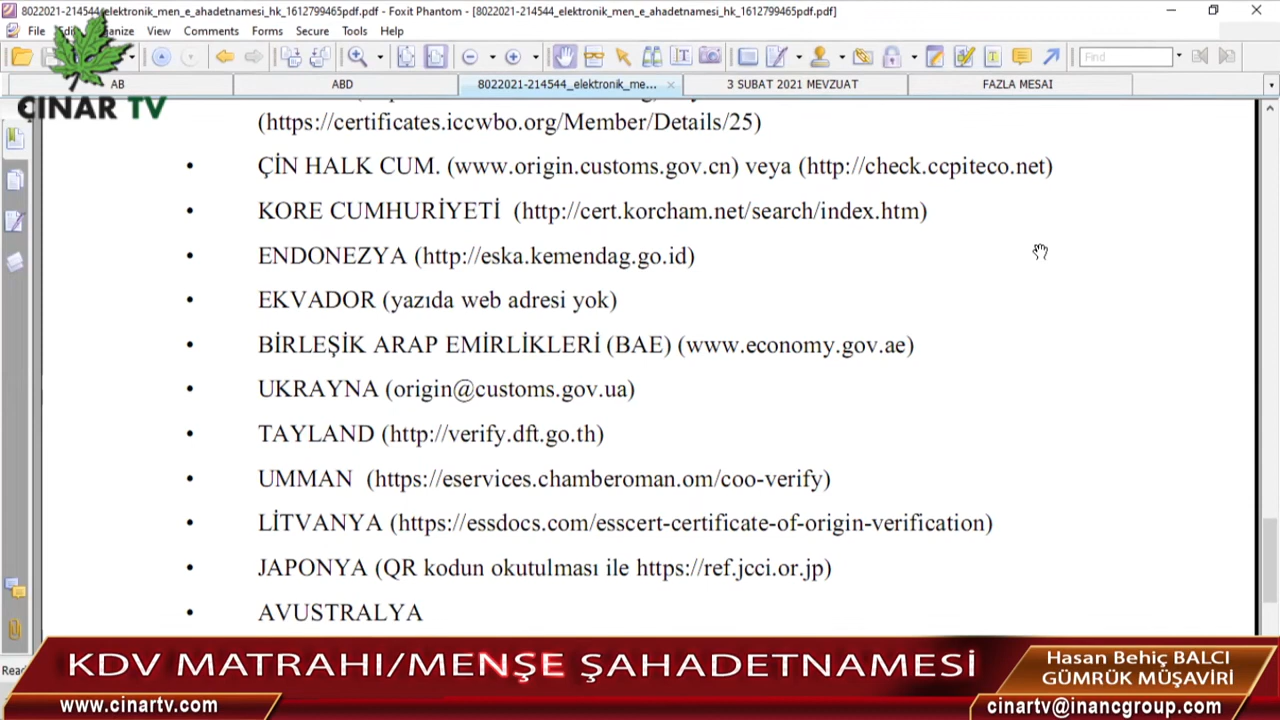 8022021-214544_elektronik_men_e_ahadetnamesi_hk_1612799465pdf.pdf - Foxit Phantom - [8022021-214544_elektronik_men_e_ahadetnamesi_hk_1612799465pdf.pdf]
File Edit Organize View Comments Forms Secure Tools Help
Find
AB ABD 8022021-214544_elektronik_me... 3 SUBAT 2021 MEVZUAT FAZLA MESAI
ÇINAR TV
(https://certificates.iccwbo.org/Member/Details/25)
• ÇİN HALK CUM. (www.origin.customs.gov.cn) veya (http://check.ccpiteco.net)
• KORE CUMHURİYETİ (http://cert.korcham.net/search/index.htm)
• ENDONEZYA (http://eska.kemendag.go.id)
• EKVADOR (yazıda web adresi yok)
• BİRLEŞİK ARAP EMİRLİKLERİ (BAE) (www.economy.gov.ae)
• UKRAYNA (origin@customs.gov.ua)
• TAYLAND (http://verify.dft.go.th)
• UMMAN (https://eservices.chamberoman.om/coo-verify)
• LİTVANYA (https://essdocs.com/esscert-certificate-of-origin-verification)
• JAPONYA (QR kodun okutulması ile https://ref.jcci.or.jp)
• AVUSTRALYA
KDV MATRAHI/MENŞE ŞAHADETNAMESİ
Hasan Behiç BALCI
GÜMRÜK MÜŞAVİRİ
www.cinartv.com
cinartv@inancgroup.com